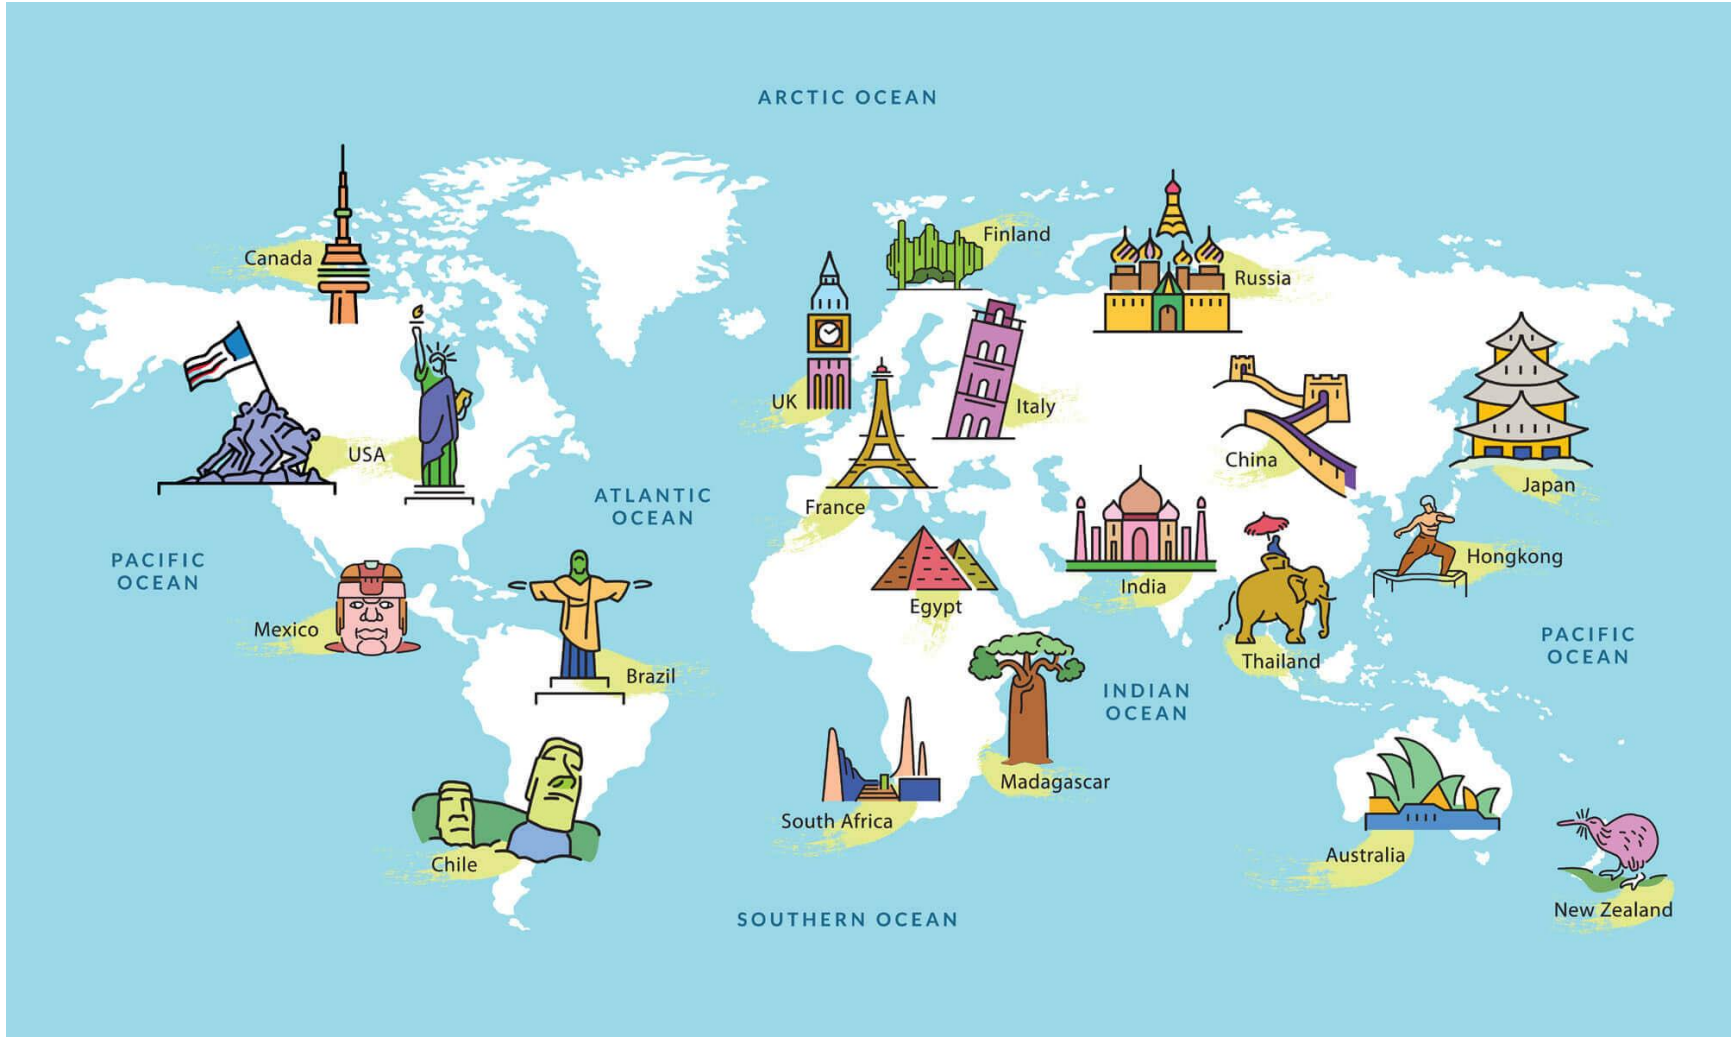 ARCTIC OCEAN
Canada
Finland
Russia
UK
Italy
USA
China
Japan
ATLANTIC
OCEAN
France
PACIFIC
OCEAN
Hongkong
India
Egypt
Mexico
Thailand
PACIFIC
OCEAN
Brazil
INDIAN
OCEAN
Madagascar
South Africa
Chile
Australia
New Zealand
SOUTHERN OCEAN